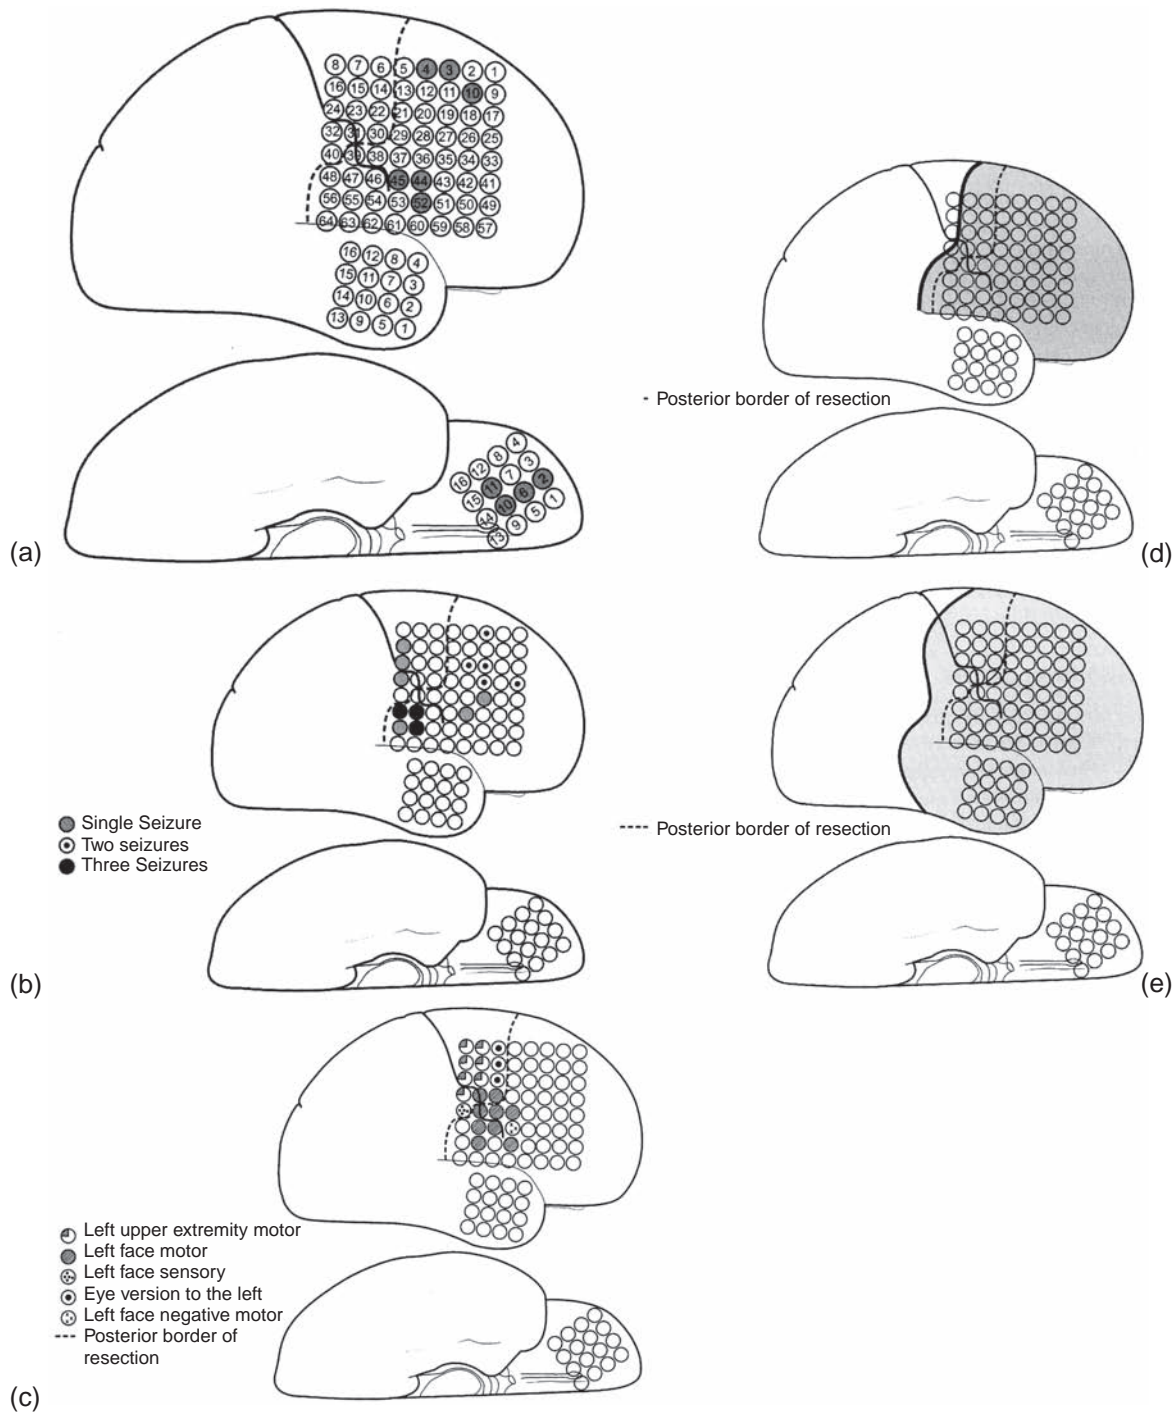 8 7 6 5 4 3 2 1
16 15 14 13 12 11 10 9
24 23 22 21 20 19 18 17
32 31 30 29 28 27 26 25
40 39 38 37 36 35 34 33
48 47 46 45 44 43 42 41
56 55 54 53 52 51 50 49
64 63 62 61 60 59 58 57
16 12 8 4
15 11 7 3
14 10 6 2
13 9 5 1
4
8 3
12 7 2
16 11 6 1
15 10 5
14 9
13
(a)
Single Seizure
Two seizures
Three Seizures
(b)
Left upper extremity motor
Left face motor
Left face sensory
Eye version to the left
Left face negative motor
Posterior border of
resection
(c)
Posterior border of resection
(d)
Posterior border of resection
(e)